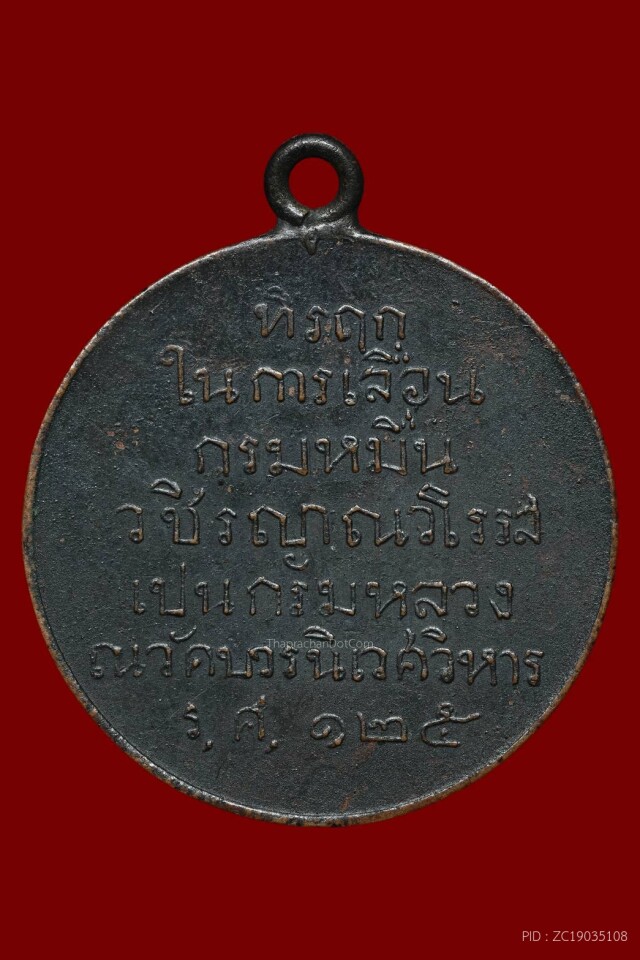 ทิรฦก
ในการเลื่อน
กรมหมื่น
วชิรญาณวโรรส
เปนกรมหลวง
ThaprachanDotCom
ณวัดบวรนิเวศวิหาร
ร,ศ, ๑๒๕
PID : ZC19035108